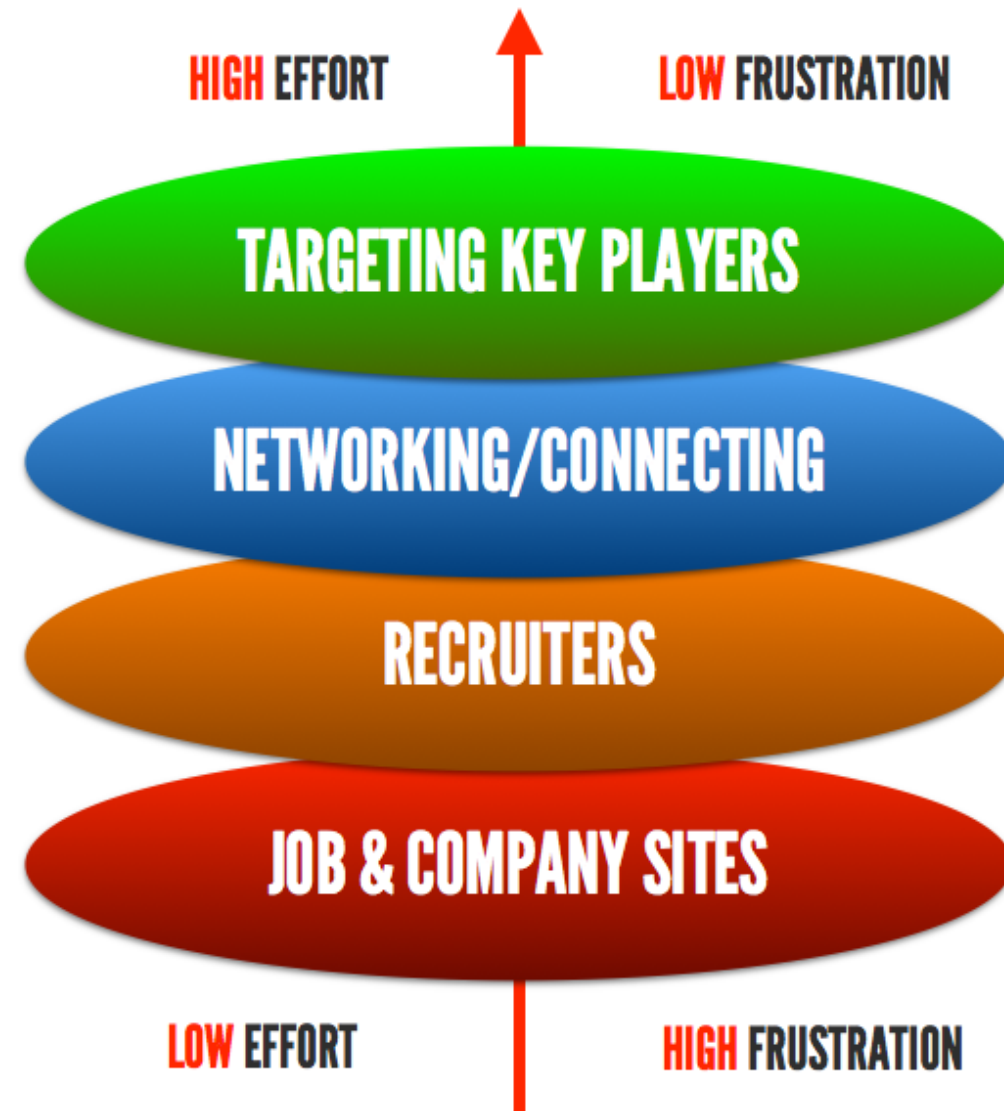 HIGH EFFORT
LOW FRUSTRATION
TARGETING KEY PLAYERS
NETWORKING/CONNECTING
RECRUITERS
JOB & COMPANY SITES
LOW EFFORT
HIGH FRUSTRATION